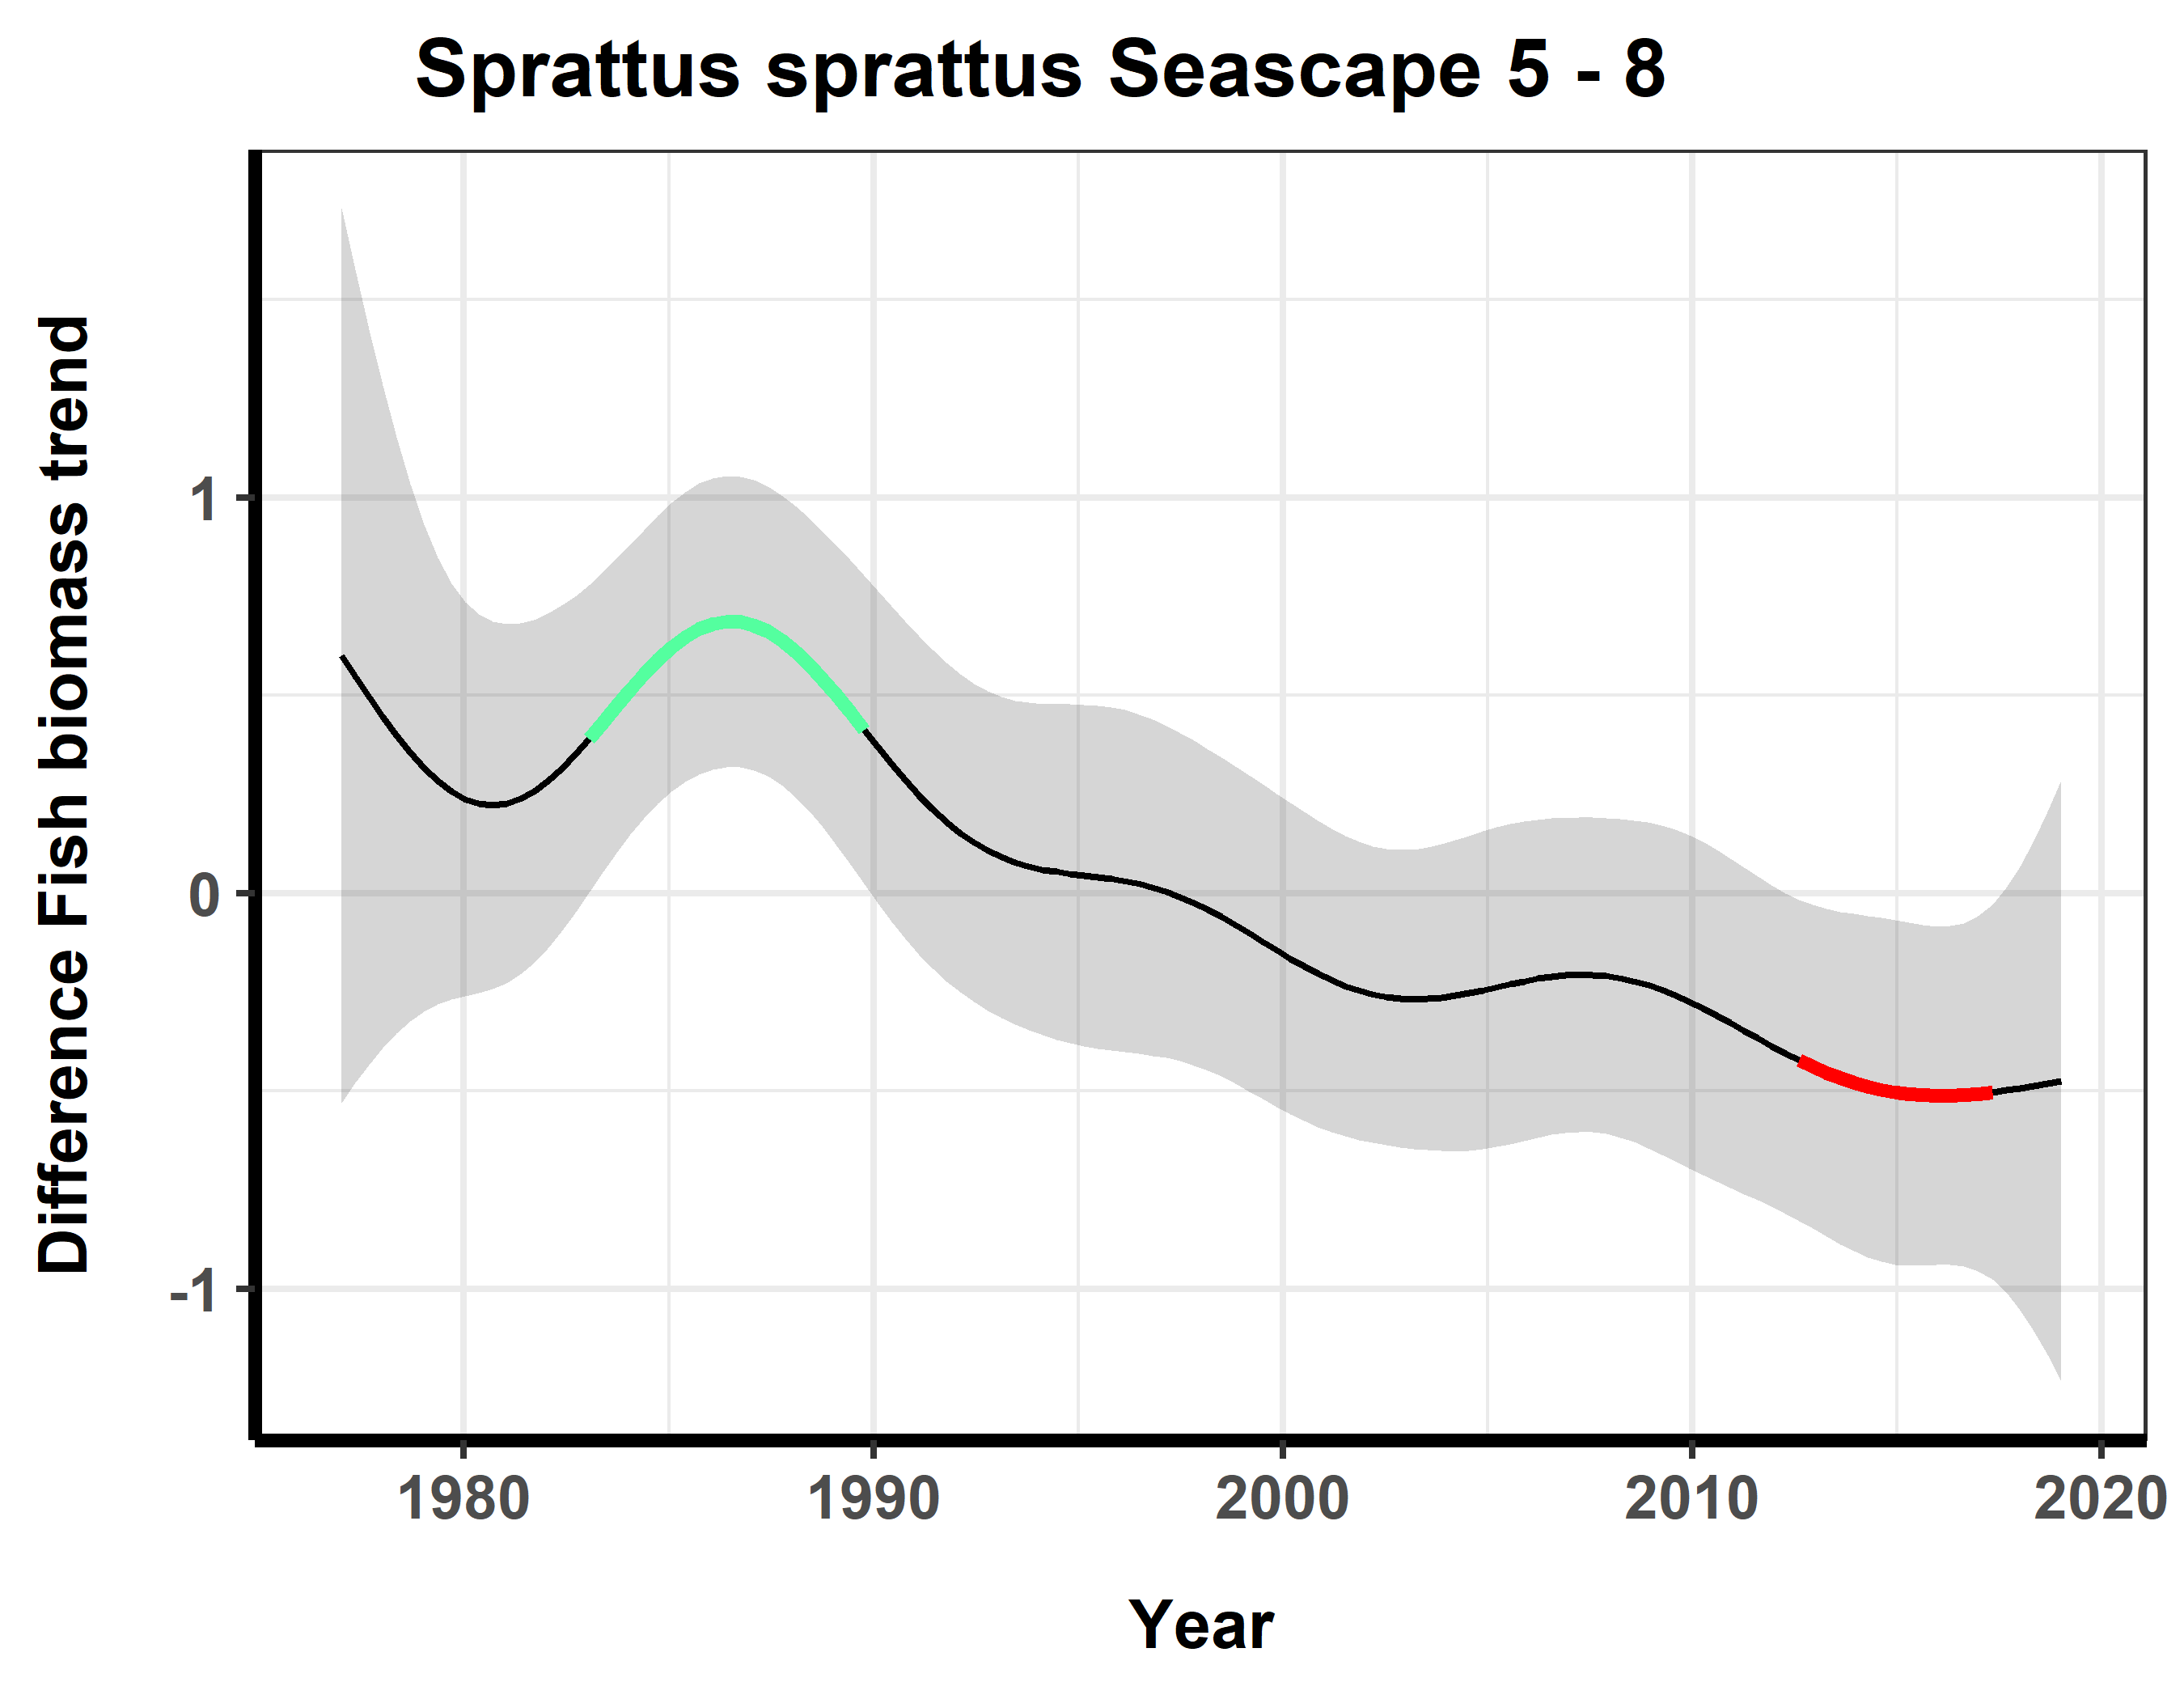 Sprattus sprattus Seascape 5 - 8
Difference Fish biomass trend
1
0
-1
1980 1990 2000 2010 2020
Year